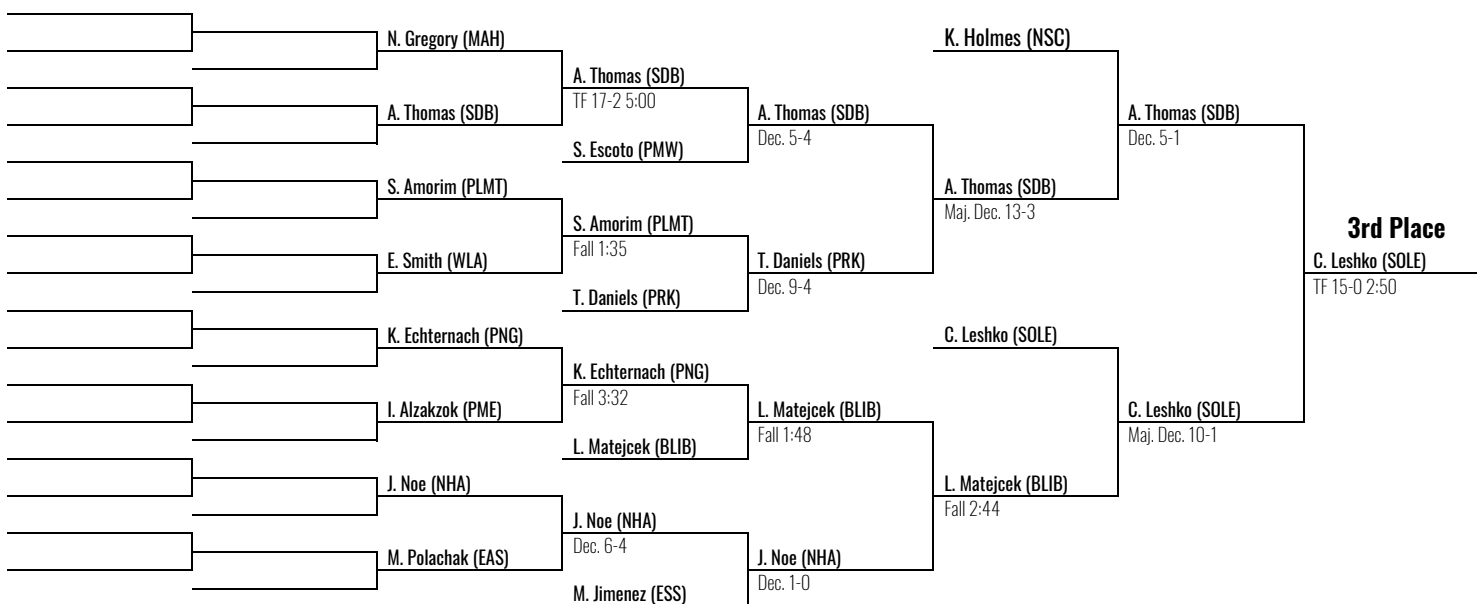 N. Gregory (MAH)
A. Thomas (SDB)
S. Amorim (PLMT)
E. Smith (WLA)
K. Echternach (PNG)
I. Alzakzok (PME)
J. Noe (NHA)
M. Polachak (EAS)
A. Thomas (SDB)
TF 17-2 5:00
S. Escoto (PMW)
S. Amorim (PLMT)
Fall 1:35
T. Daniels (PRK)
K. Echternach (PNG)
Fall 3:32
L. Matejcek (BLIB)
J. Noe (NHA)
Dec. 6-4
M. Jimenez (ESS)
A. Thomas (SDB)
Dec. 5-4
T. Daniels (PRK)
Dec. 9-4
L. Matejcek (BLIB)
Fall 1:48
J. Noe (NHA)
Dec. 1-0
K. Holmes (NSC)
A. Thomas (SDB)
Maj. Dec. 13-3
C. Leshko (SOLE)
L. Matejcek (BLIB)
Fall 2:44
A. Thomas (SDB)
Dec. 5-1
C. Leshko (SOLE)
Maj. Dec. 10-1
3rd Place
C. Leshko (SOLE)
TF 15-0 2:50